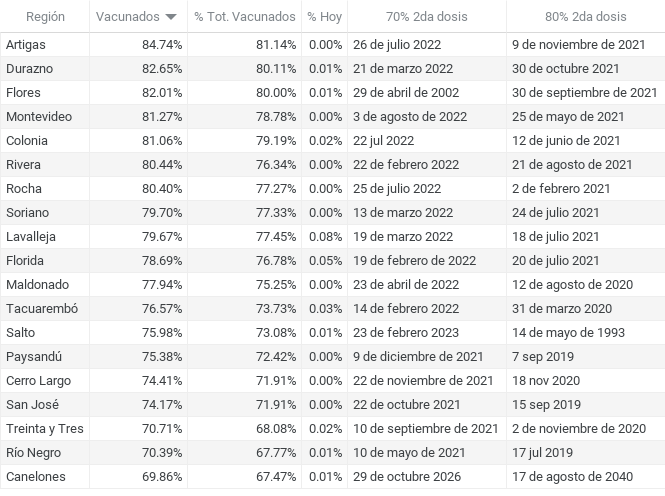 Región Vacunados % Tot. Vacunados % Hoy 70% 2da dosis 80% 2da dosis
Artigas 84.74% 81.14% 0.00% 26 de julio 2022 9 de noviembre de 2021
Durazno 82.65% 80.11% 0.01% 21 de marzo 2022 30 de octubre 2021
Flores 82.01% 80.00% 0.01% 29 de abril de 2002 30 de septiembre de 2021
Montevideo 81.27% 78.78% 0.00% 3 de agosto de 2022 25 de mayo de 2021
Colonia 81.06% 79.19% 0.02% 22 jul 2022 12 de junio de 2021
Rivera 80.44% 76.34% 0.00% 22 de febrero 2022 21 de agosto de 2021
Rocha 80.40% 77.27% 0.00% 25 de julio 2022 2 de febrero 2021
Soriano 79.70% 77.33% 0.00% 13 de marzo 2022 24 de julio 2021
Lavalleja 79.67% 77.45% 0.08% 19 de marzo 2022 18 de julio 2021
Florida 78.69% 76.78% 0.05% 19 de febrero de 2022 20 de julio 2021
Maldonado 77.94% 75.25% 0.00% 23 de abril 2022 12 de agosto de 2020
Tacuarembó 76.57% 73.73% 0.03% 14 de febrero 2022 31 de marzo 2020
Salto 75.98% 73.08% 0.01% 23 de febrero 2023 14 de mayo de 1993
Paysandú 75.38% 72.42% 0.00% 9 de diciembre de 2021 7 sep 2019
Cerro Largo 74.41% 71.91% 0.00% 22 de noviembre de 2021 18 nov 2020
San José 74.17% 71.91% 0.00% 22 de octubre 2021 15 sep 2019
Treinta y Tres 70.71% 68.08% 0.02% 10 de septiembre de 2021 2 de noviembre de 2020
Río Negro 70.39% 67.77% 0.01% 10 de mayo de 2021 17 jul 2019
Canelones 69.86% 67.47% 0.01% 29 de octubre 2026 17 de agosto de 2040